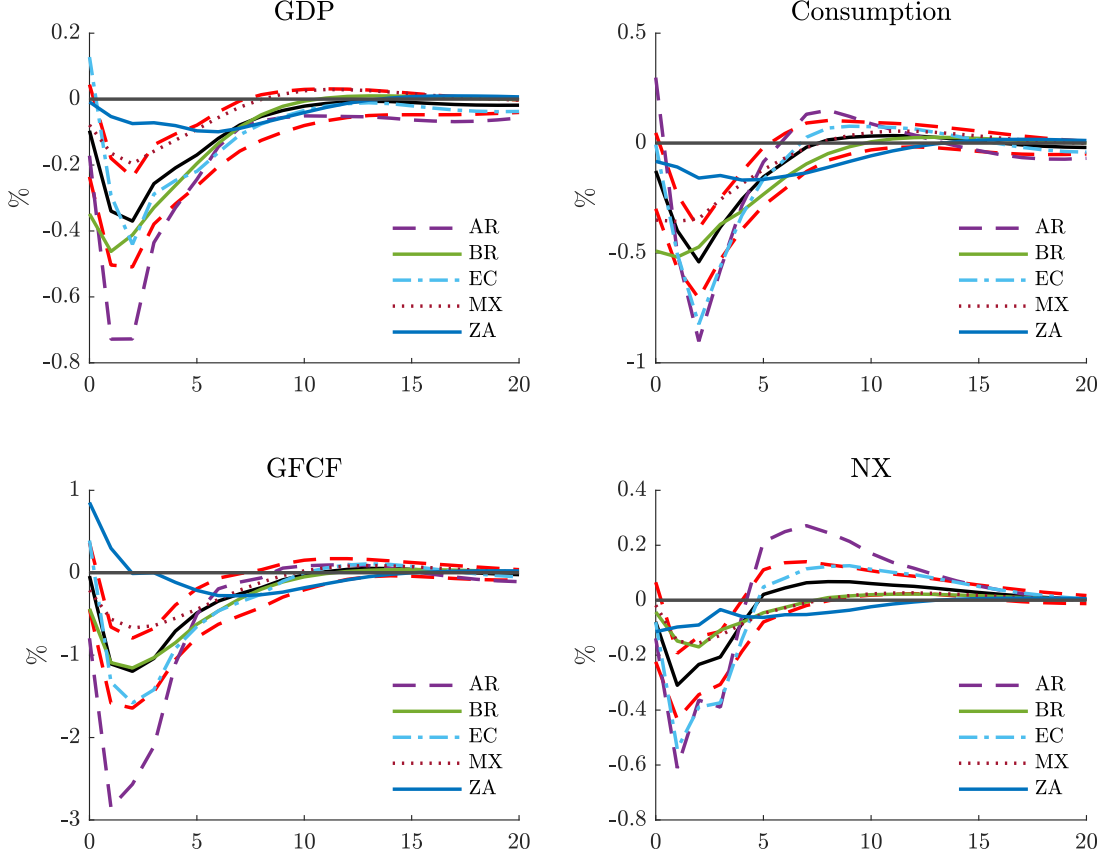 GDP
0.2
0
-0.2
-0.4
-0.6
-0.8
%
AR
BR
EC
MX
ZA
0 5 10 15 20
Consumption
0.5
0
-0.5
-1
%
AR
BR
EC
MX
ZA
0 5 10 15 20
GFCF
1
0
-1
-2
-3
%
AR
BR
EC
MX
ZA
0 5 10 15 20
NX
0.4
0.2
0
-0.2
-0.4
-0.6
-0.8
%
AR
BR
EC
MX
ZA
0 5 10 15 20